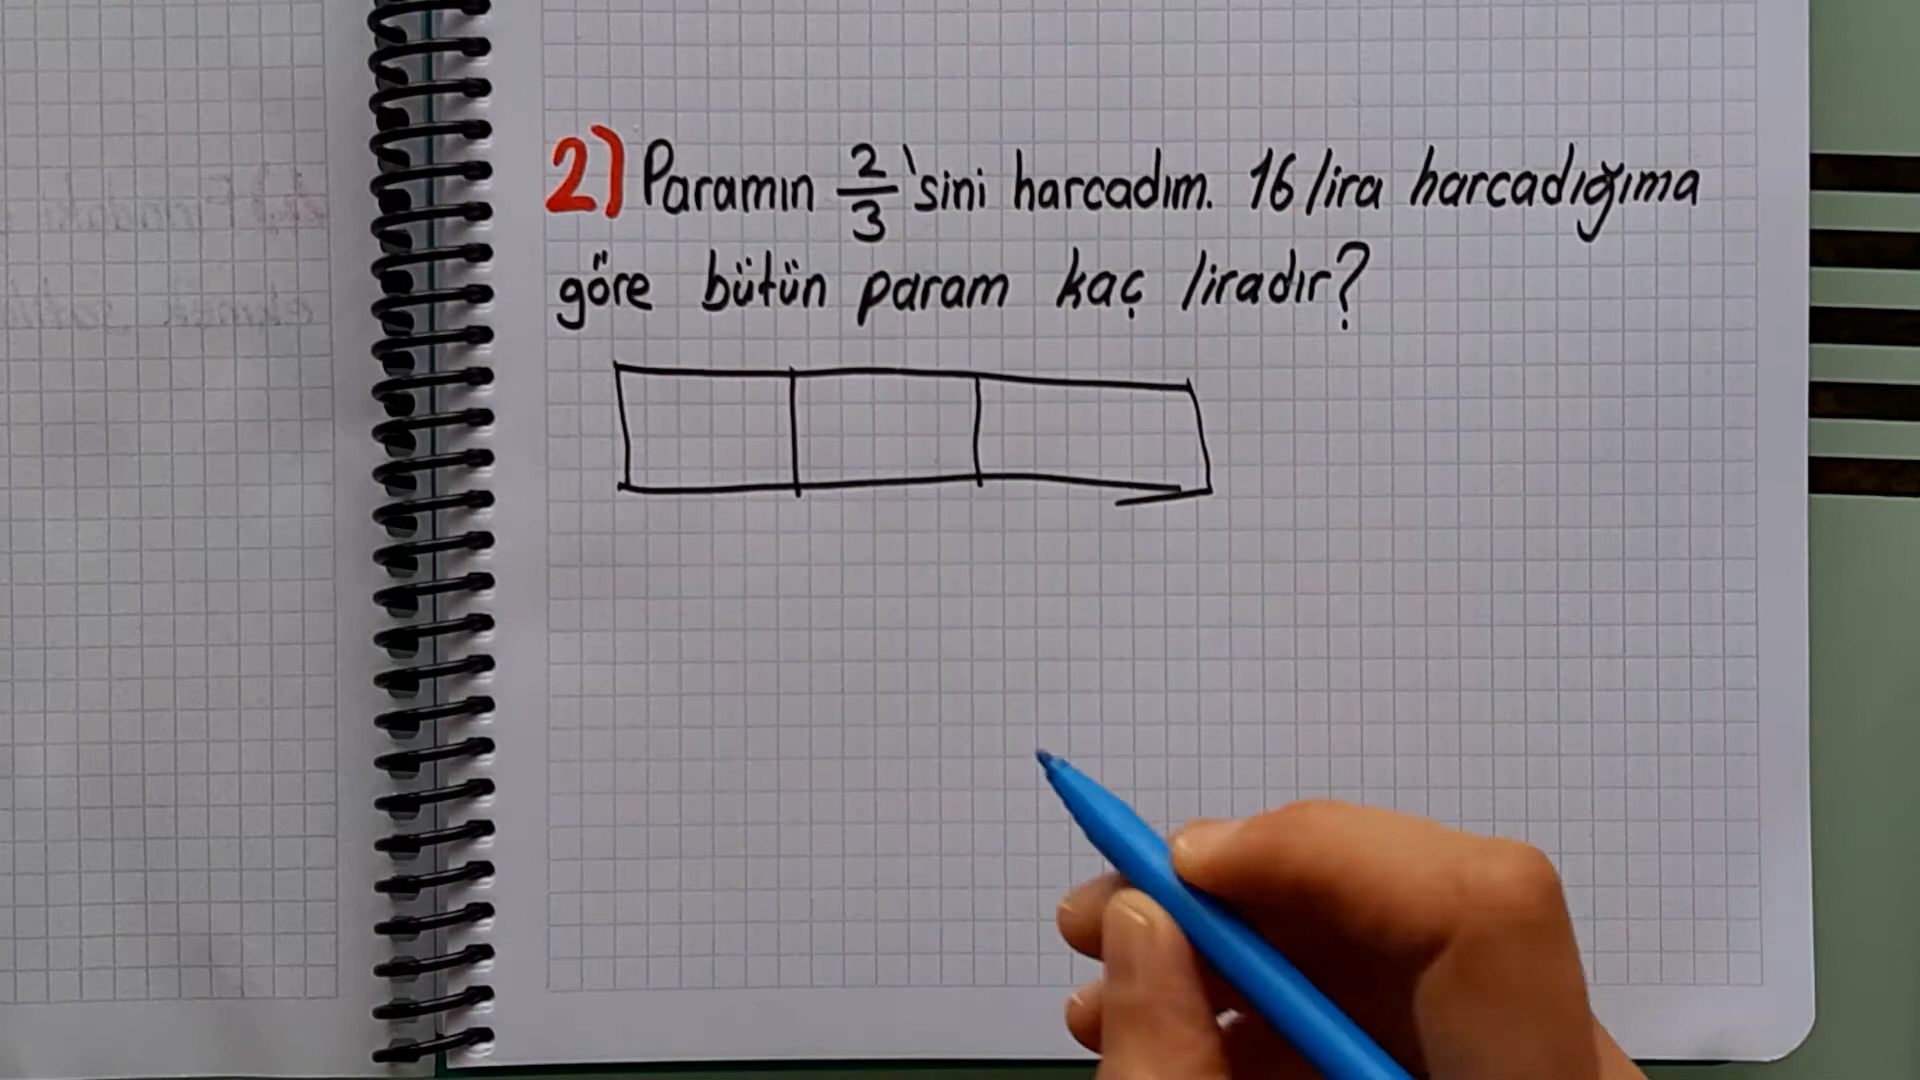 2) Paramın 2/3'sini harcadım. 16 lira harcadığıma
göre bütün param kaç liradır?